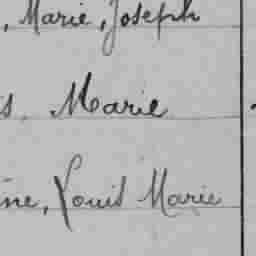 , Marie, Joseph
s, Marie
ine, Louis Marie